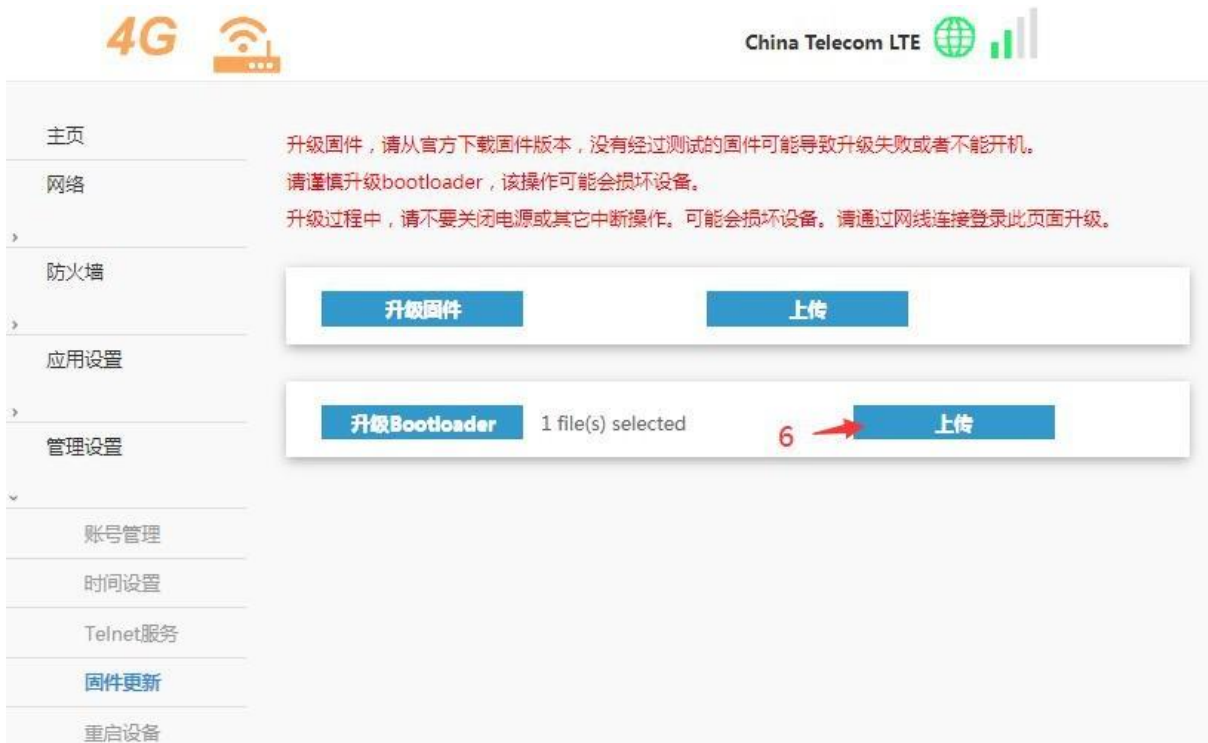 4G
China Telecom LTE
主页
网络
防火墙
应用设置
管理设置
账号管理
时间设置
Telnet服务
固件更新
重启设备
升级固件，请从官方下载固件版本，没有经过测试的固件可能导致升级失败或者不能开机。
请谨慎升级bootloader，该操作可能会损坏设备。
升级过程中，请不要关闭电源或其它中断操作。可能会损坏设备。请通过网线连接登录此页面升级。
升级固件 上传
升级Bootloader 1 file(s) selected 6 上传